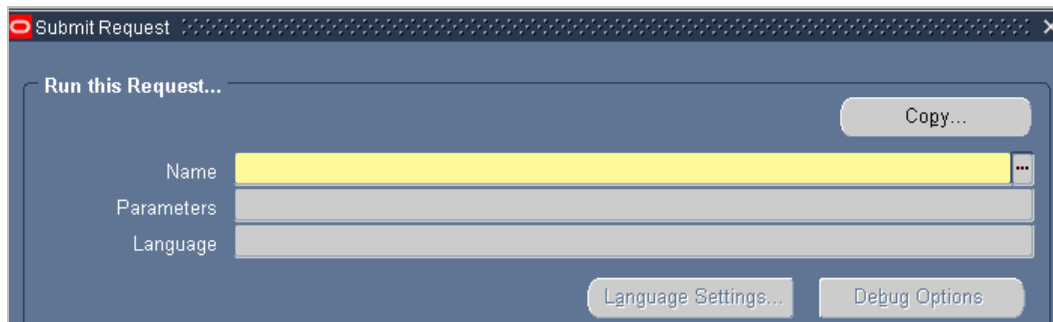 Submit Request
Run this Request...
Copy...
Name
...
Parameters
Language
Language Settings...
Debug Options